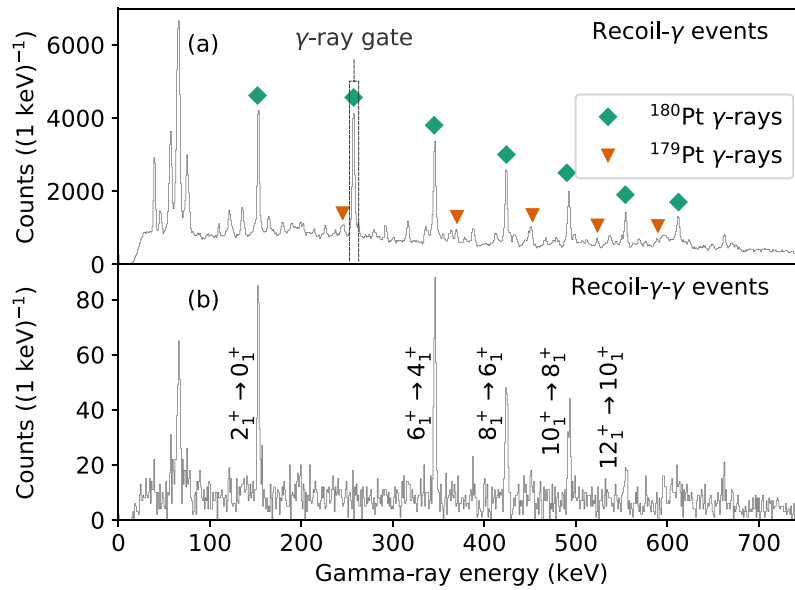 (a)
γ-ray gate
Recoil-γ events
¹⁸⁰Pt γ-rays
¹⁷⁹Pt γ-rays
Counts ((1 keV)⁻¹)
6000
4000
2000
0
(b)
Recoil-γ-γ events
2₁⁺→0₁⁺
6₁⁺→4₁⁺
8₁⁺→6₁⁺
10₁⁺→8₁⁺
12₁⁺→10₁⁺
Counts ((1 keV)⁻¹)
80
60
40
20
0
0 100 200 300 400 500 600 700
Gamma-ray energy (keV)